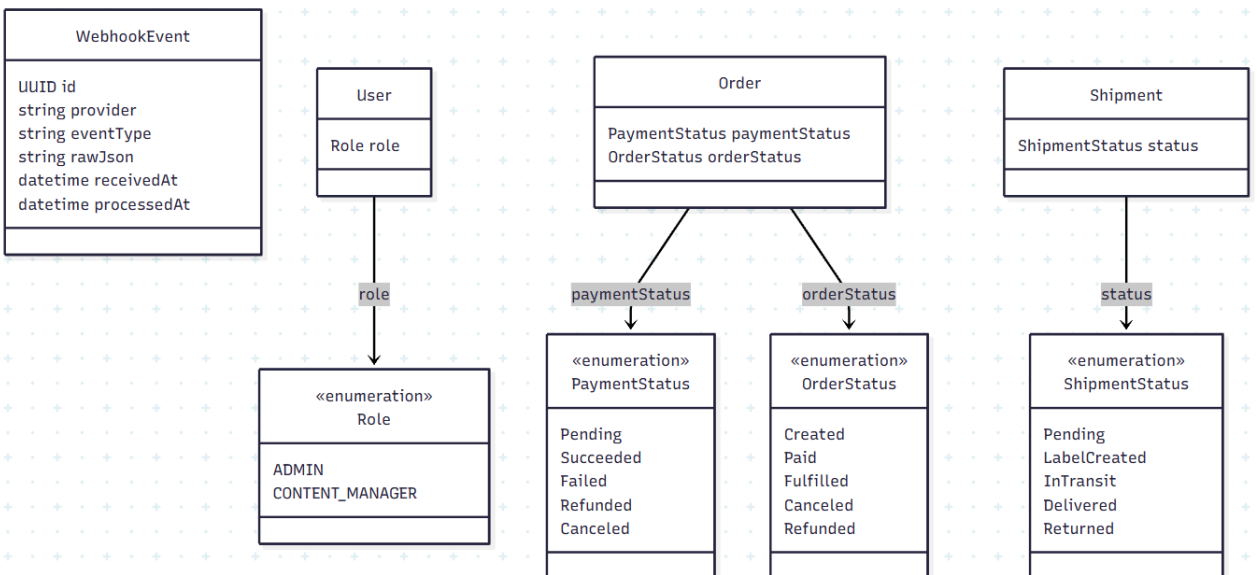 WebhookEvent
UUID id
string provider
string eventType
string rawJson
datetime receivedAt
datetime processedAt
User
Role role
Order
PaymentStatus paymentStatus
OrderStatus orderStatus
Shipment
ShipmentStatus status
role
paymentStatus
orderStatus
status
«enumeration»
Role
ADMIN
CONTENT_MANAGER
«enumeration»
PaymentStatus
Pending
Succeeded
Failed
Refunded
Canceled
«enumeration»
OrderStatus
Created
Paid
Fulfilled
Canceled
Refunded
«enumeration»
ShipmentStatus
Pending
LabelCreated
InTransit
Delivered
Returned